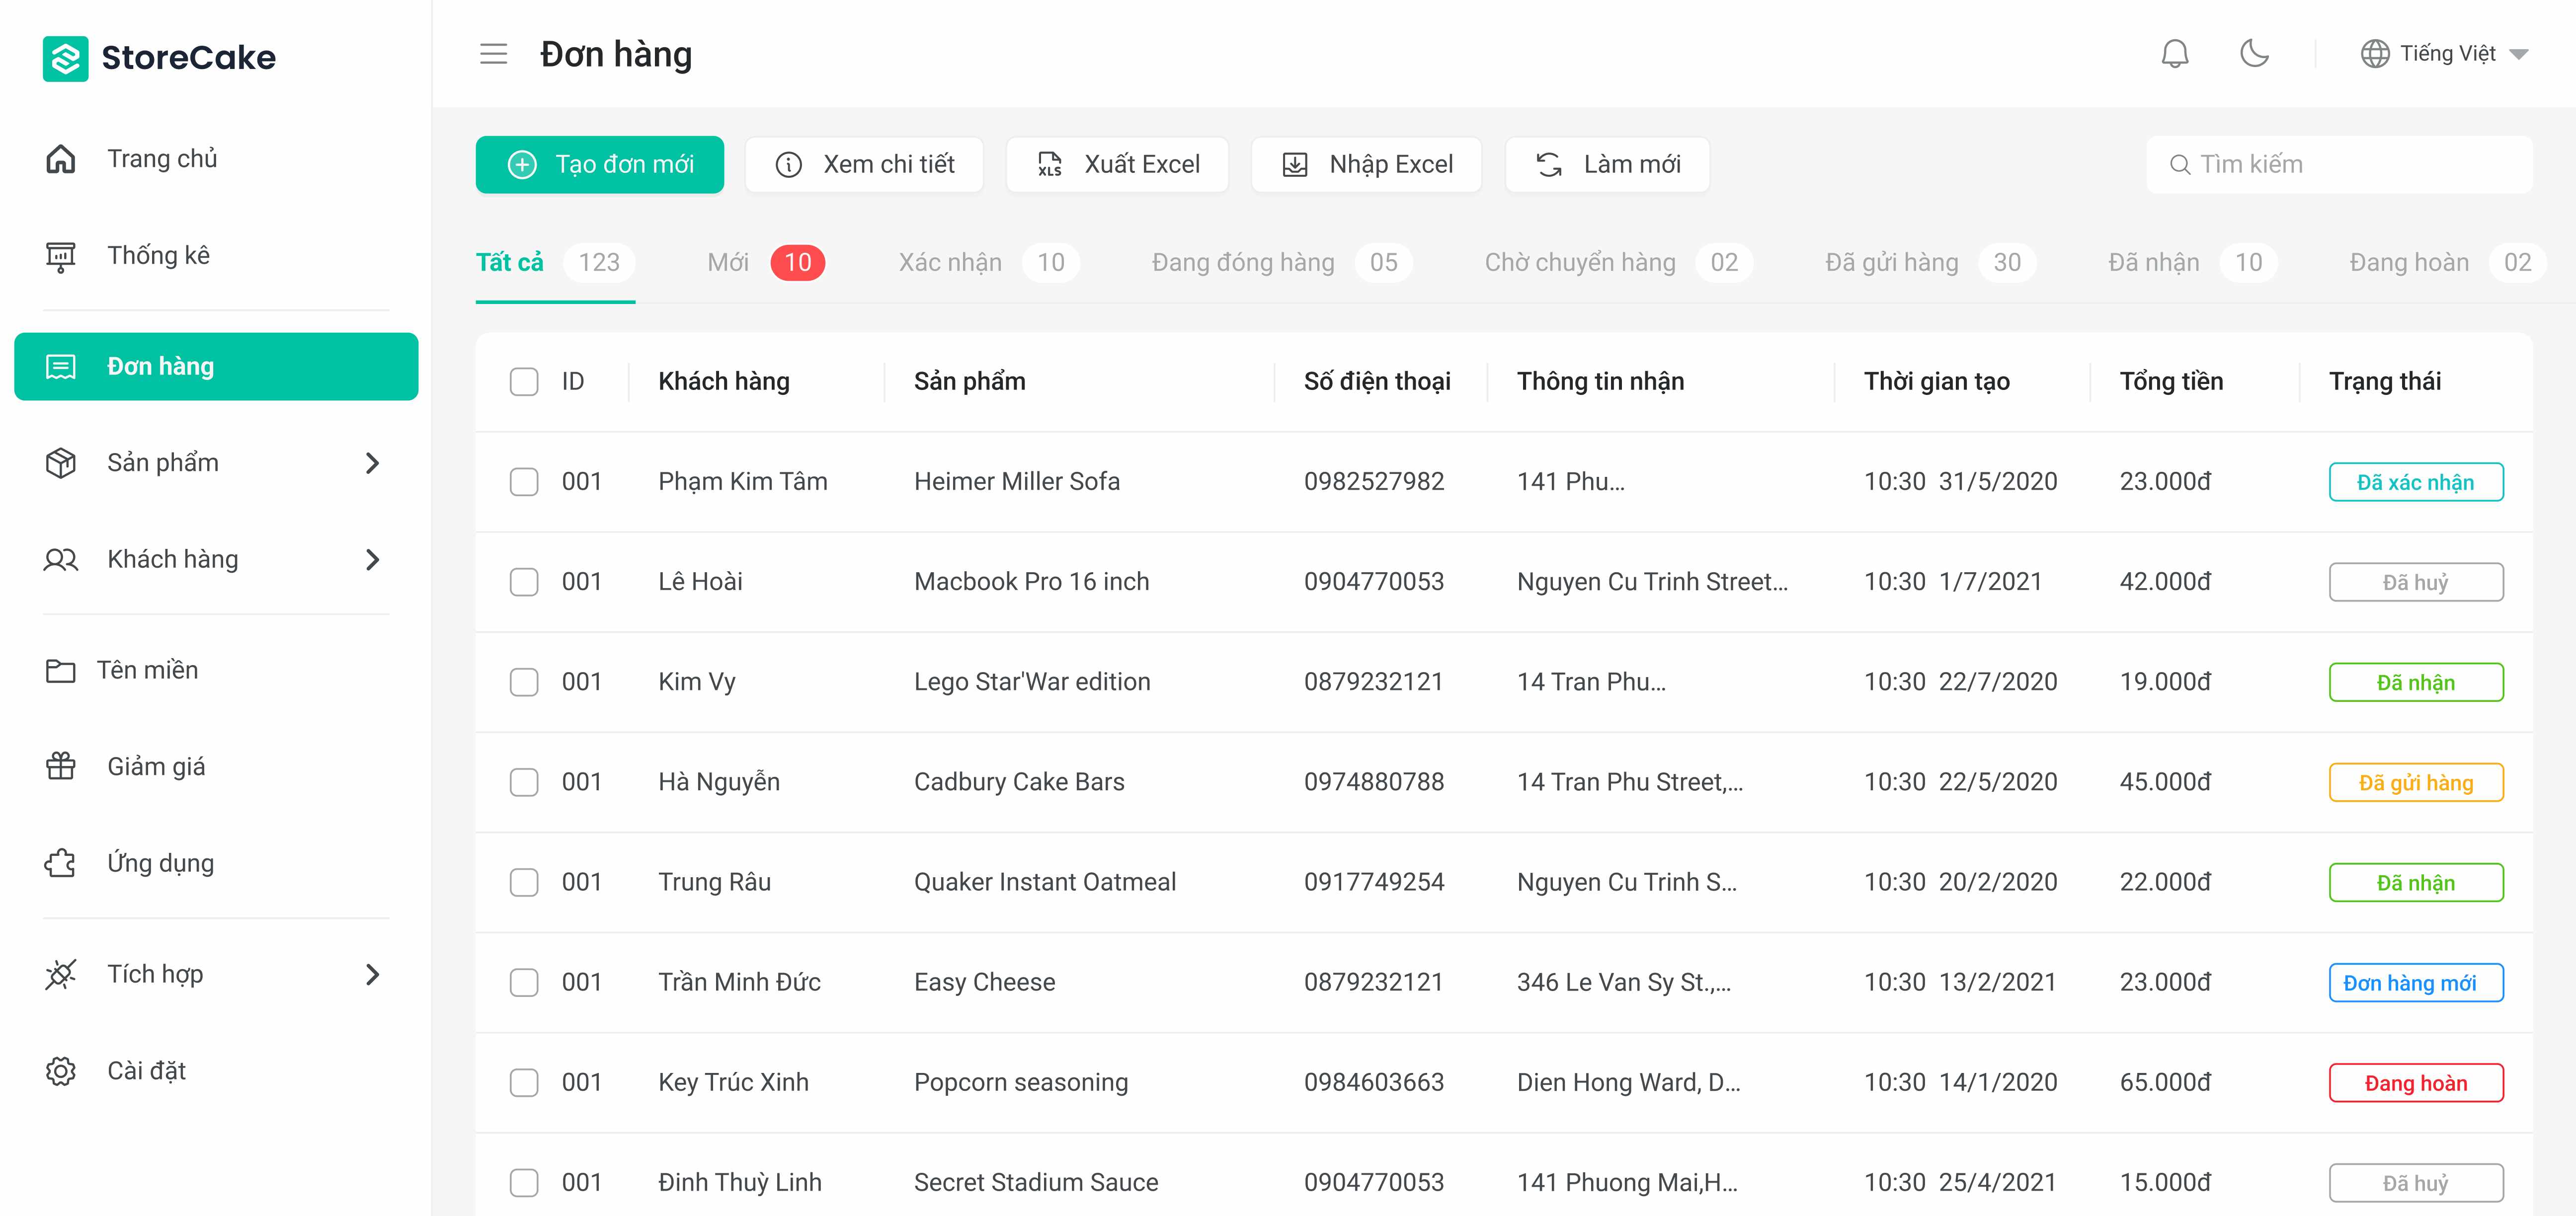 StoreCake
Trang chủ
Thống kê
Đơn hàng
Sản phẩm
Khách hàng
Tên miền
Giảm giá
Ứng dụng
Tích hợp
Cài đặt
Đơn hàng
Tiếng Việt
Tạo đơn mới
Xem chi tiết
XLS Xuất Excel
Nhập Excel
Làm mới
Tìm kiếm
Tất cả 123 Mới 10 Xác nhận 10 Đang đóng hàng 05 Chờ chuyển hàng 02 Đã gửi hàng 30 Đã nhận 10 Đang hoàn 02
ID Khách hàng Sản phẩm Số điện thoại Thông tin nhận Thời gian tạo Tổng tiền Trạng thái
001 Phạm Kim Tâm Heimer Miller Sofa 0982527982 141 Phu... 10:30 31/5/2020 23.000đ Đã xác nhận
001 Lê Hoài Macbook Pro 16 inch 0904770053 Nguyen Cu Trinh Street... 10:30 1/7/2021 42.000đ Đã huỷ
001 Kim Vy Lego Star'War edition 0879232121 14 Tran Phu... 10:30 22/7/2020 19.000đ Đã nhận
001 Hà Nguyễn Cadbury Cake Bars 0974880788 14 Tran Phu Street,... 10:30 22/5/2020 45.000đ Đã gửi hàng
001 Trung Râu Quaker Instant Oatmeal 0917749254 Nguyen Cu Trinh S... 10:30 20/2/2020 22.000đ Đã nhận
001 Trần Minh Đức Easy Cheese 0879232121 346 Le Van Sy St.,... 10:30 13/2/2021 23.000đ Đơn hàng mới
001 Key Trúc Xinh Popcorn seasoning 0984603663 Dien Hong Ward, D... 10:30 14/1/2020 65.000đ Đang hoàn
001 Đinh Thuỳ Linh Secret Stadium Sauce 0904770053 141 Phuong Mai,H... 10:30 25/4/2021 15.000đ Đã huỷ